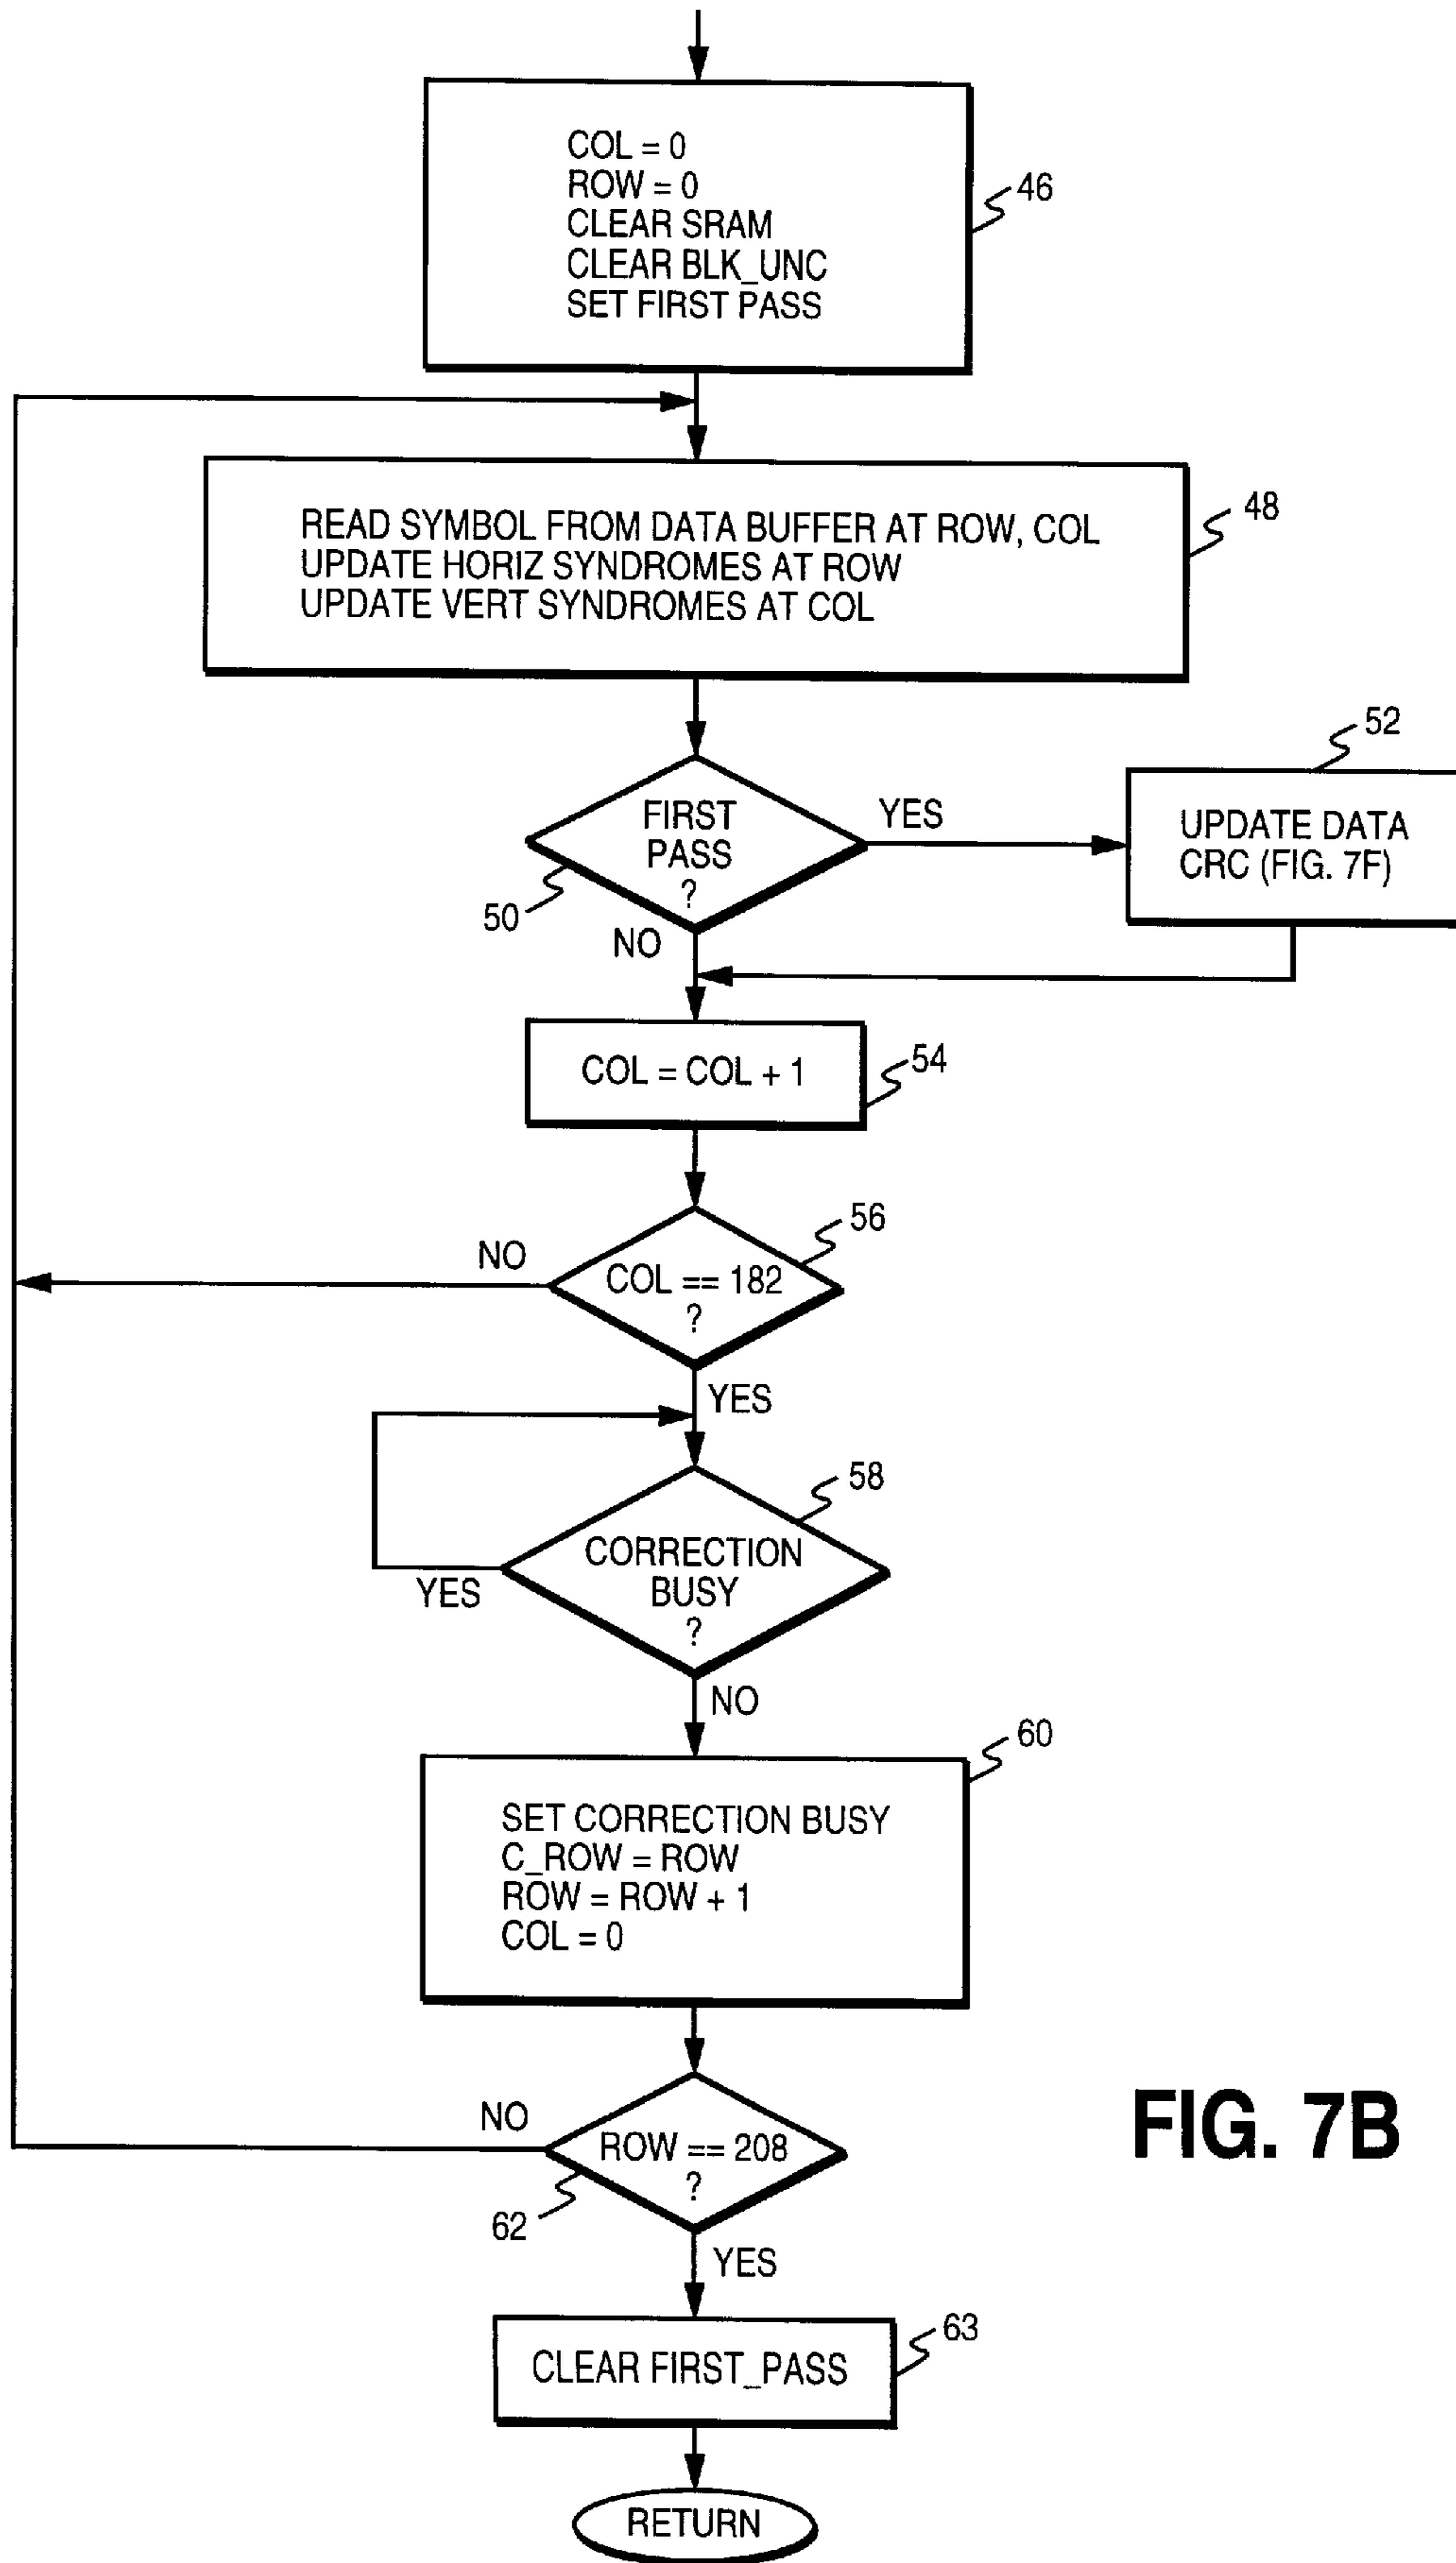 COL = 0
ROW = 0
CLEAR SRAM
CLEAR BLK_UNC
SET FIRST PASS
46
READ SYMBOL FROM DATA BUFFER AT ROW, COL
UPDATE HORIZ SYNDROMES AT ROW
UPDATE VERT SYNDROMES AT COL
48
FIRST
PASS
?
50
YES
NO
52
UPDATE DATA
CRC (FIG. 7F)
COL = COL + 1
54
COL == 182
?
56
NO
YES
CORRECTION
BUSY
?
58
YES
NO
SET CORRECTION BUSY
C_ROW = ROW
ROW = ROW + 1
COL = 0
60
ROW == 208
?
62
NO
YES
CLEAR FIRST_PASS
63
RETURN
FIG. 7B